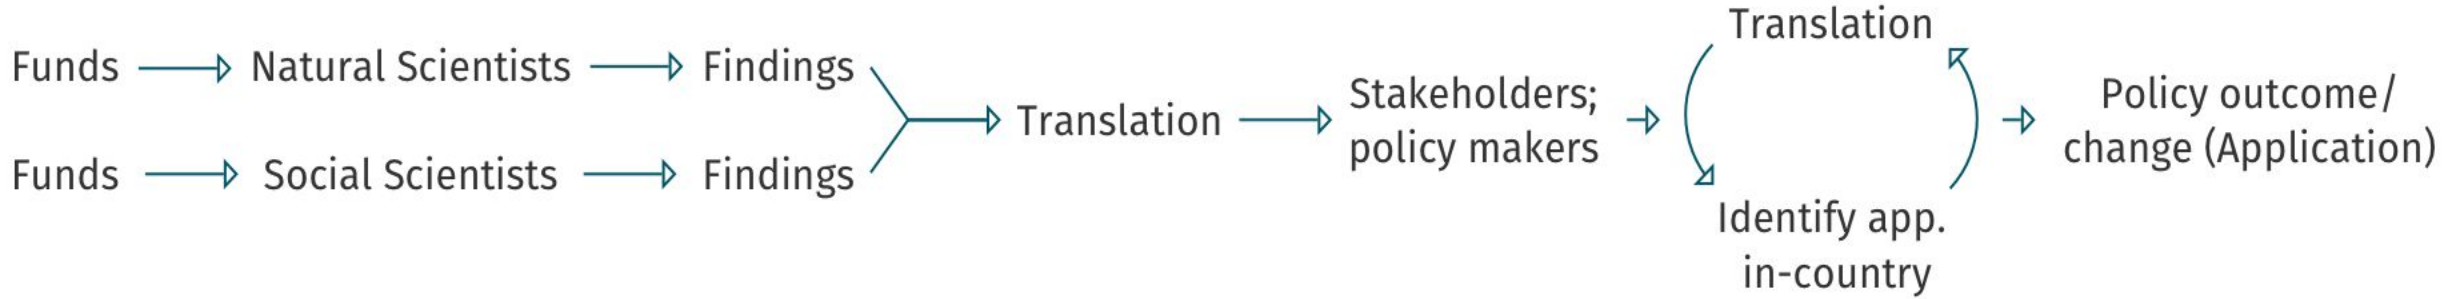 Funds
Natural Scientists
Findings
Funds
Social Scientists
Findings
Translation
Stakeholders;
policy makers
Translation
Identify app.
in-country
Policy outcome/
change (Application)